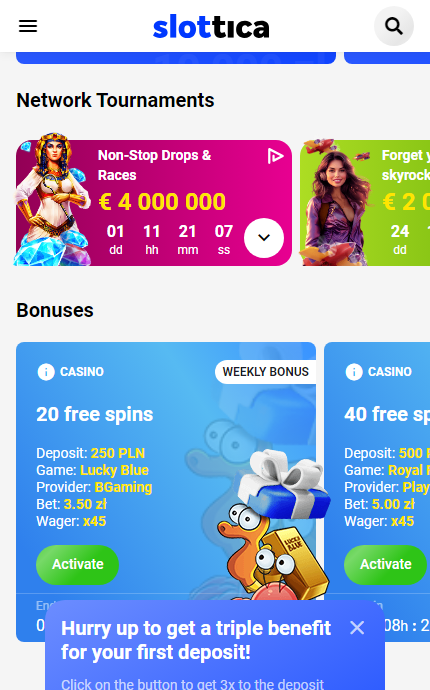 slottica
Network Tournaments
Non-Stop Drops &
Races
€ 4 000 000
01 11 21 07
dd hh mm ss
Forget y
skyrock
€ 2 0
24
dd
Bonuses
CASINO
WEEKLY BONUS
20 free spins
Deposit: 250 PLN
Game: Lucky Blue
Provider: BGaming
Bet: 3.50 zł
Wager: x45
LUCKY
BLUE
Activate
CASINO
40 free sp
Deposit: 500 P
Game: Royal F
Provider: Play
Bet: 5.00 zł
Wager: x45
Activate
08h : 2
Hurry up to get a triple benefit
for your first deposit!
Click on the button to get 3x to the deposit